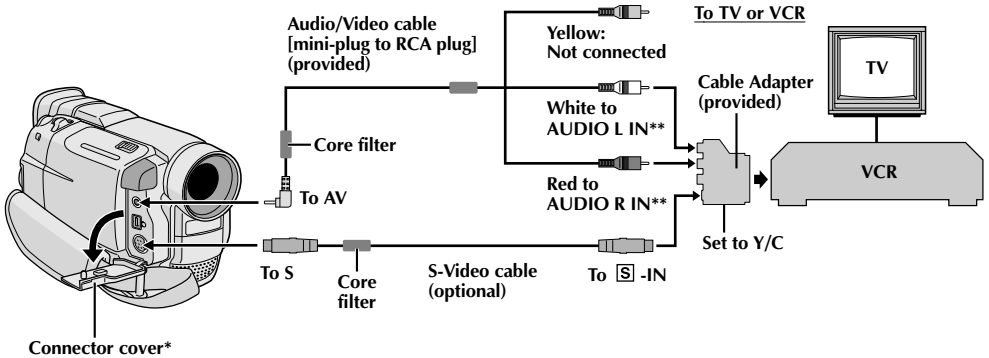 Audio/Video cable
[mini-plug to RCA plug]
(provided)
Yellow:
Not connected
To TV or VCR
TV
Cable Adapter
(provided)
White to
AUDIO L IN**
Core filter
VCR
Red to
AUDIO R IN**
To AV
Set to Y/C
To S
Core
filter
S-Video cable
(optional)
To S -IN
Connector cover*